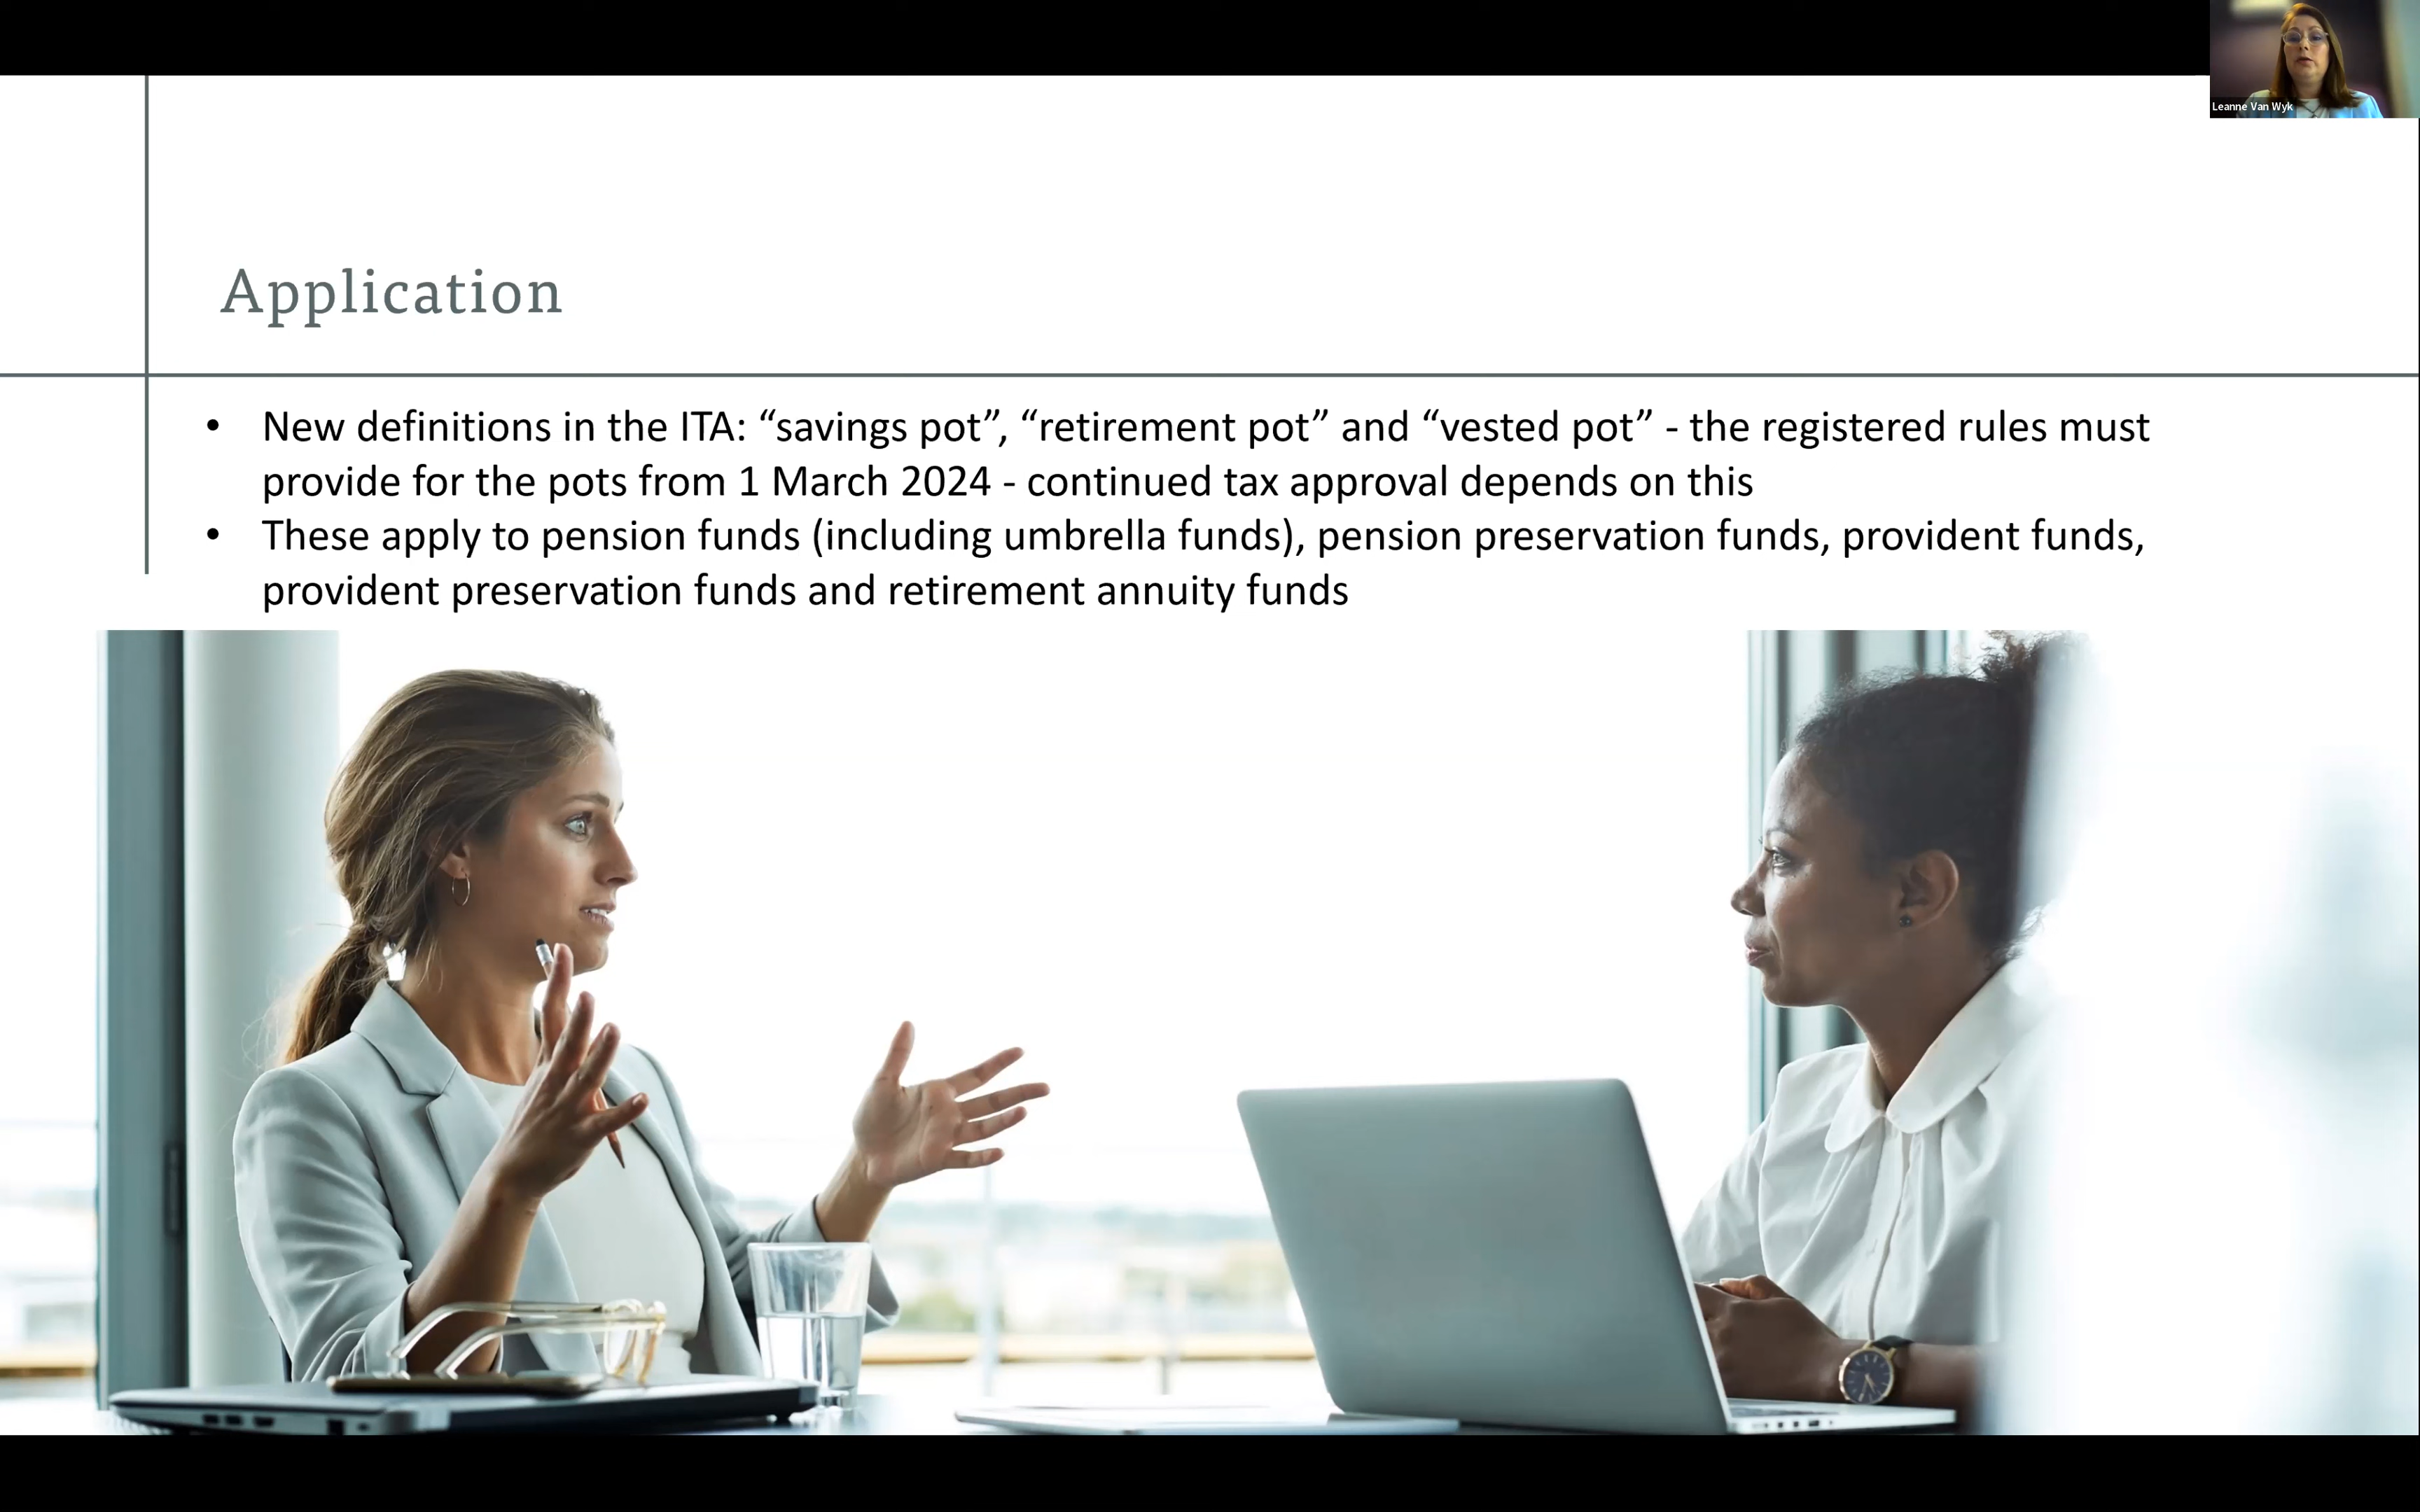 Leanne Van Wyk
Application
• New definitions in the ITA: “savings pot”, “retirement pot” and “vested pot” - the registered rules must
provide for the pots from 1 March 2024 - continued tax approval depends on this
• These apply to pension funds (including umbrella funds), pension preservation funds, provident funds,
provident preservation funds and retirement annuity funds